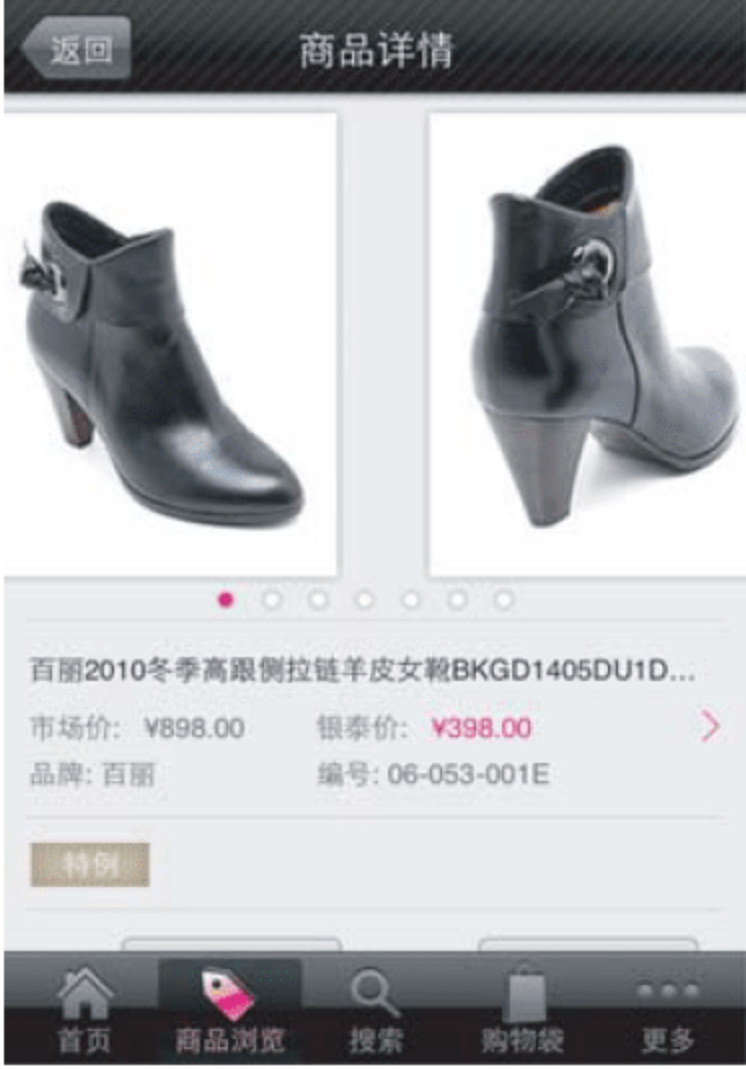 返回
商品详情
百丽2010冬季高跟侧拉链羊皮女靴BKGD1405DU1D...
市场价: ¥898.00 银泰价: ¥398.00
品牌: 百丽 编号: 06-053-001E
特例
首页 商品浏览 搜索 购物袋 更多